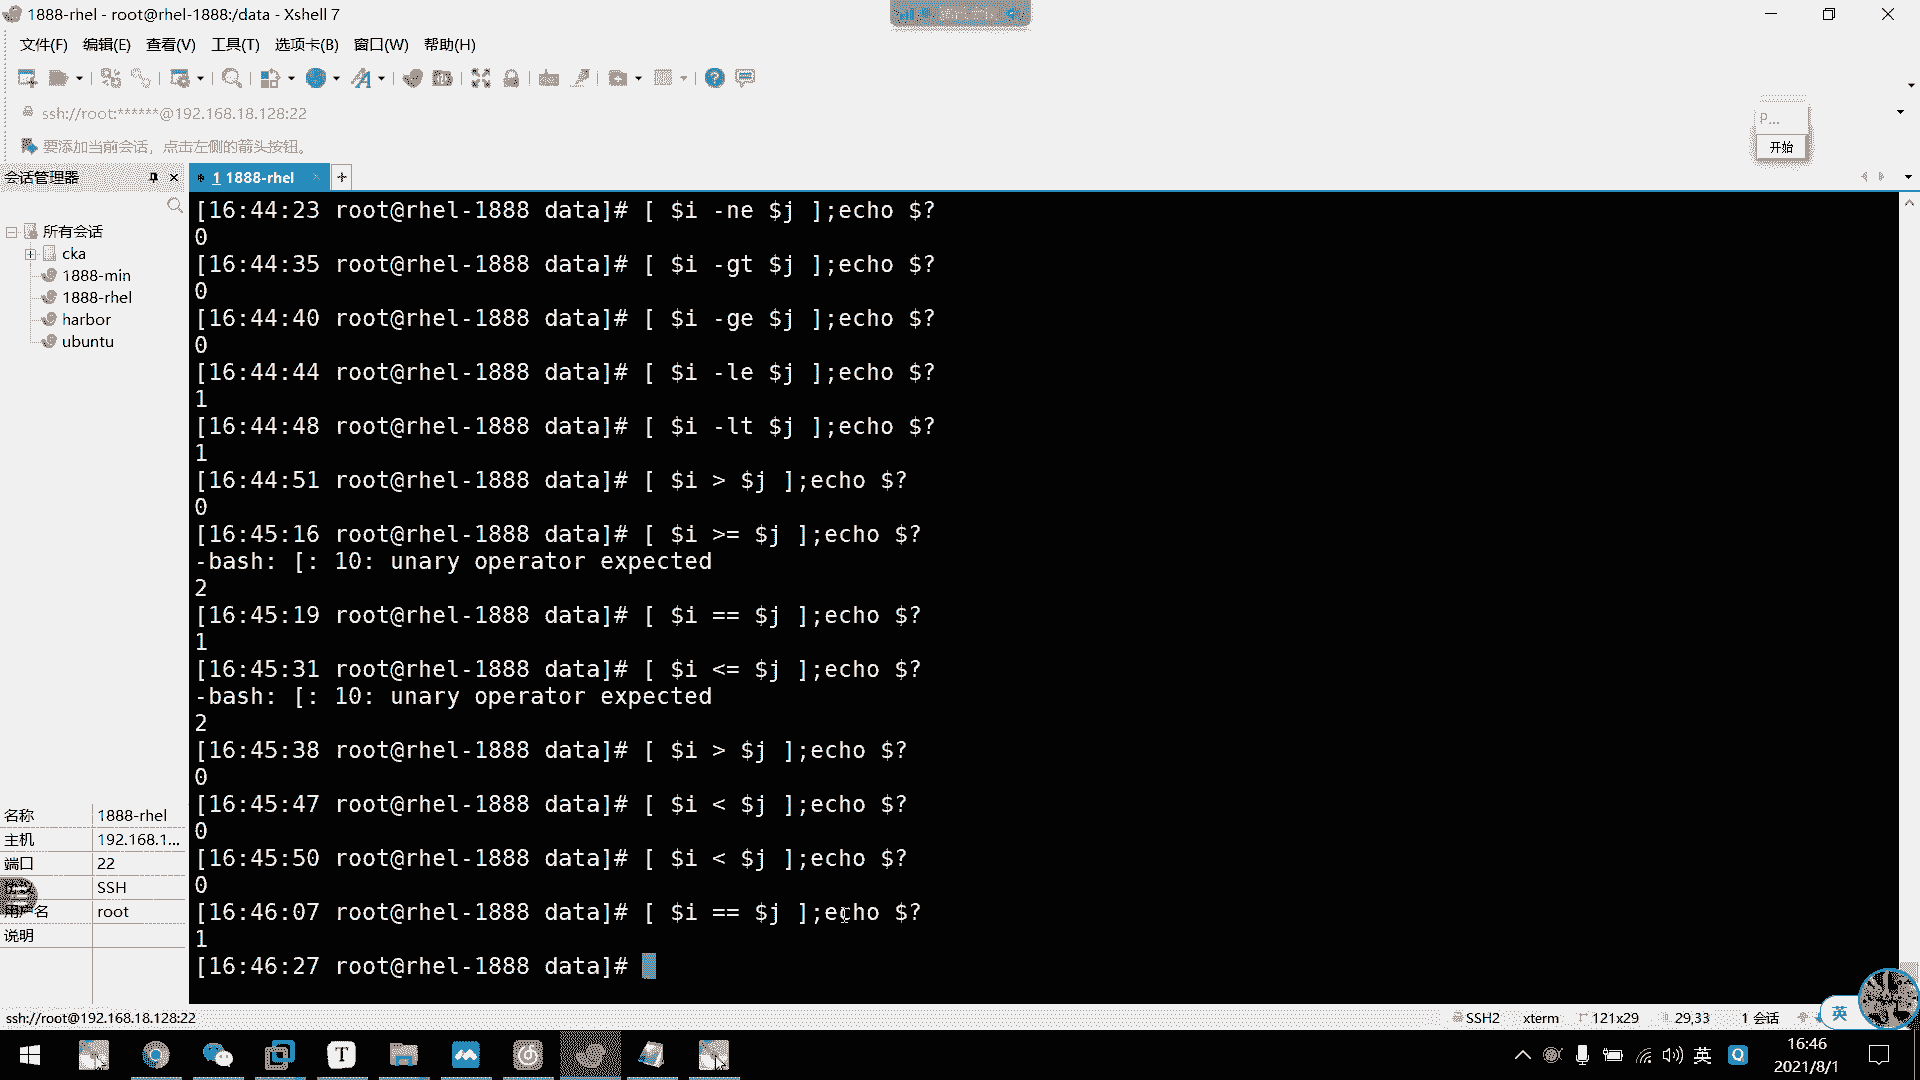 1888-rhel - root@rhel-1888:/data - Xshell 7
文件(F) 编辑(E) 查看(V) 工具(T) 选项卡(B) 窗口(W) 帮助(H)
ssh://root:******@192.168.18.128:22
P...
要添加当前会话，点击左侧的箭头按钮。
开始
会话管理器
1 1888-rhel
所有会话
cka
1888-min
1888-rhel
harbor
ubuntu
[16:44:23 root@rhel-1888 data]# [ $i -ne $j ];echo $?
0
[16:44:35 root@rhel-1888 data]# [ $i -gt $j ];echo $?
0
[16:44:40 root@rhel-1888 data]# [ $i -ge $j ];echo $?
0
[16:44:44 root@rhel-1888 data]# [ $i -le $j ];echo $?
1
[16:44:48 root@rhel-1888 data]# [ $i -lt $j ];echo $?
1
[16:44:51 root@rhel-1888 data]# [ $i > $j ];echo $?
0
[16:45:16 root@rhel-1888 data]# [ $i >= $j ];echo $?
-bash: [: 10: unary operator expected
2
[16:45:19 root@rhel-1888 data]# [ $i == $j ];echo $?
1
[16:45:31 root@rhel-1888 data]# [ $i <= $j ];echo $?
-bash: [: 10: unary operator expected
2
[16:45:38 root@rhel-1888 data]# [ $i > $j ];echo $?
0
[16:45:47 root@rhel-1888 data]# [ $i < $j ];echo $?
0
[16:45:50 root@rhel-1888 data]# [ $i < $j ];echo $?
0
[16:46:07 root@rhel-1888 data]# [ $i == $j ];echo $?
1
[16:46:27 root@rhel-1888 data]#
名称 1888-rhel
主机 192.168.1...
端口 22
SSH
用户名 root
说明
ssh://root@192.168.18.128:22
SSH2 xterm 121x29 29,33 1 会话
英
T
英
16:46
2021/8/1